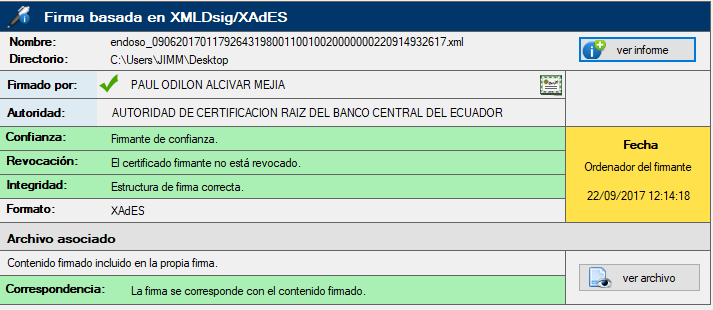 Firma basada en XMLDsig/XAdES
Nombre: endoso_0906201701179264319800110010020000000220914932617.xml
Directorio: C:\Users\JIMM\Desktop
ver informe
Firmado por: PAUL ODILON ALCIVAR MEJIA
Autoridad: AUTORIDAD DE CERTIFICACION RAIZ DEL BANCO CENTRAL DEL ECUADOR
Confianza: Firmante de confianza.
Revocación: El certificado firmante no está revocado.
Integridad: Estructura de firma correcta.
Formato: XAdES
Fecha
Ordenador del firmante
22/09/2017 12:14:18
Archivo asociado
Contenido firmado incluido en la propia firma.
Correspondencia: La firma se corresponde con el contenido firmado.
ver archivo